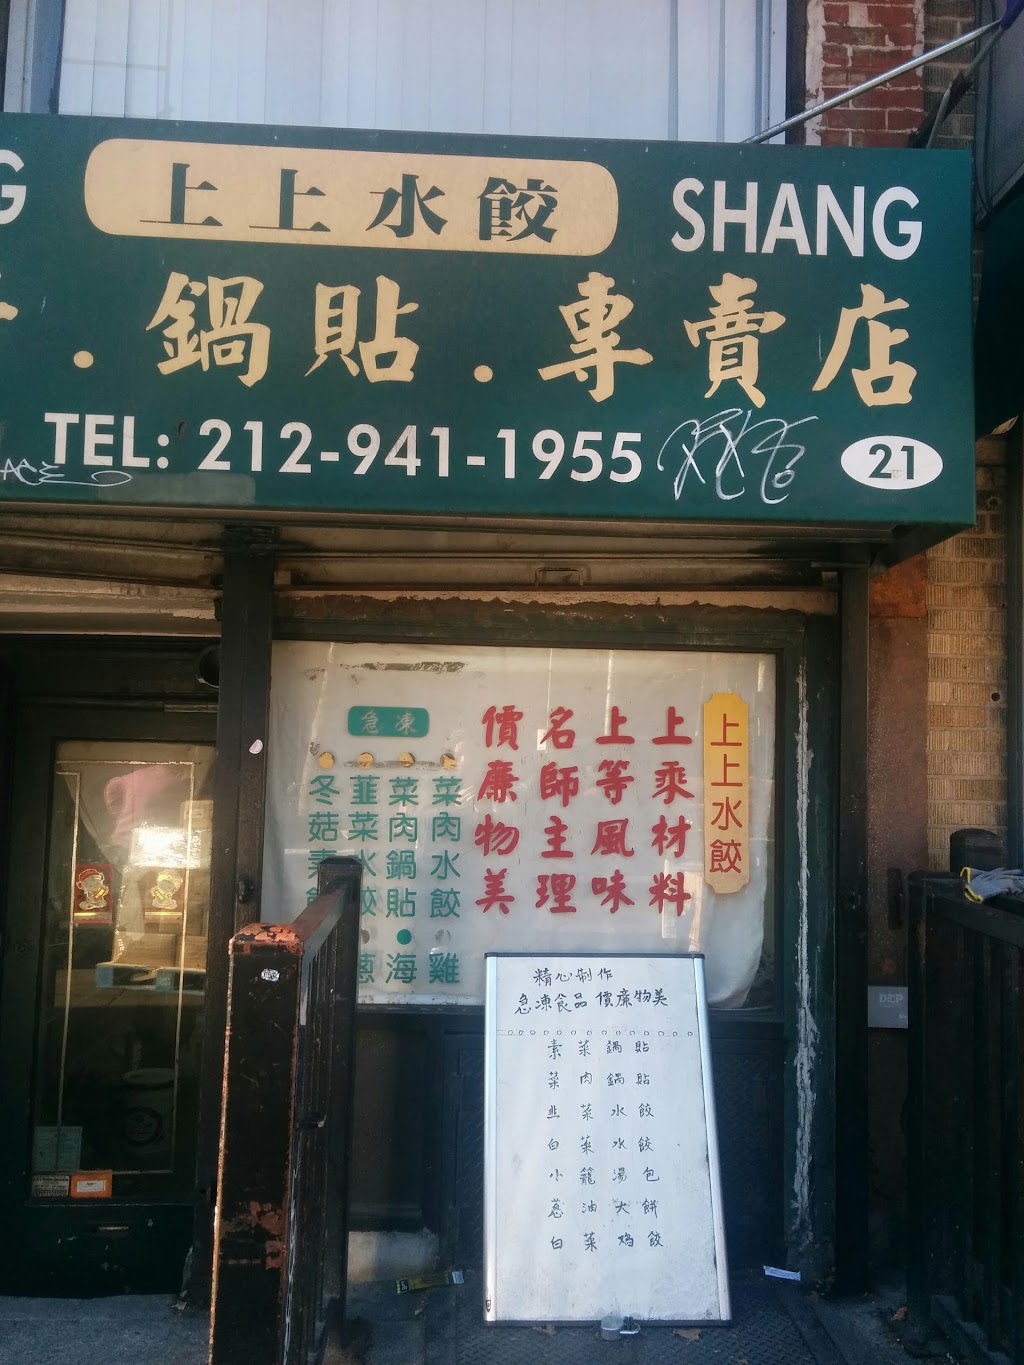 上上水餃
SHANG
鍋貼．専賣店
TEL: 212-941-1955
21
上上水餃
上乘材料
上等風味
名師主理
價廉物美
急凍
菜肉水餃
雞
菜肉鍋貼
海
韮菜水餃
蔥
冬菇素
精心制作
急凍食品 價廉物美
素菜鍋貼
菜肉鍋貼
韭菜水餃
白菜水餃
小籠湯包
葱油大餅
白菜鸡餃